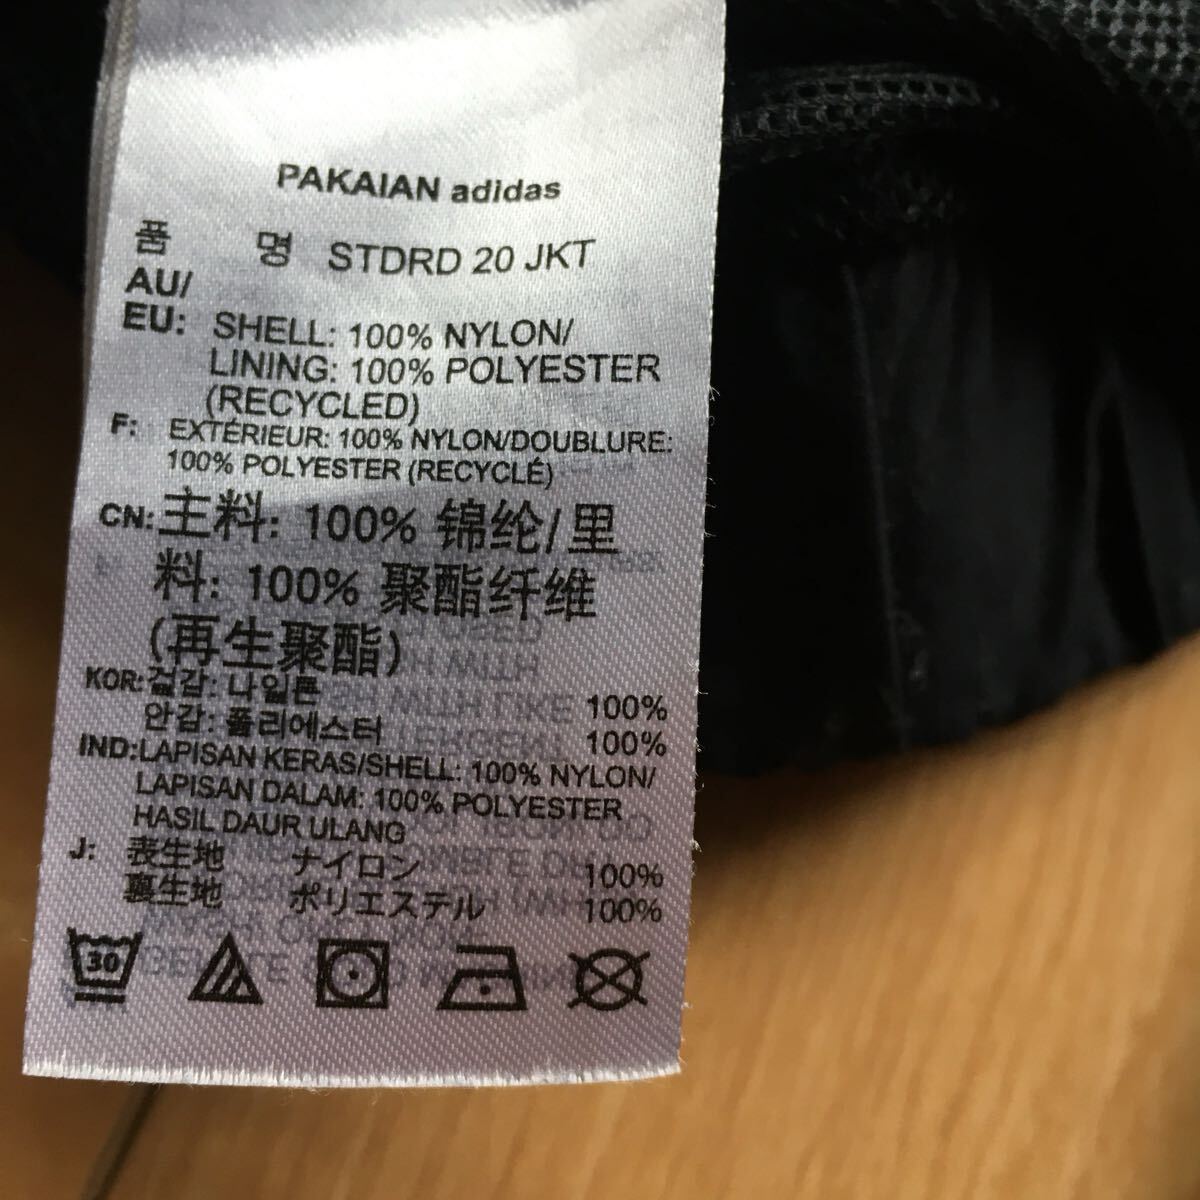 PAKAIAN adidas
품 명 STDRD 20 JKT
AU/
EU: SHELL: 100% NYLON/
LINING: 100% POLYESTER
(RECYCLED)
F: EXTÉRIEUR: 100% NYLON/DOUBLURE:
100% POLYESTER (RECYCLÉ)
CN: 主料: 100% 锦纶/里
料: 100% 聚酯纤维
(再生聚酯)
KOR: 겉감: 나일론 100%
안감: 폴리에스터 100%
IND: LAPISAN KERAS/SHELL: 100% NYLON/
LAPISAN DALAM: 100% POLYESTER
HASIL DAUR ULANG
J: 表生地 ナイロン 100%
裏生地 ポリエステル 100%
30